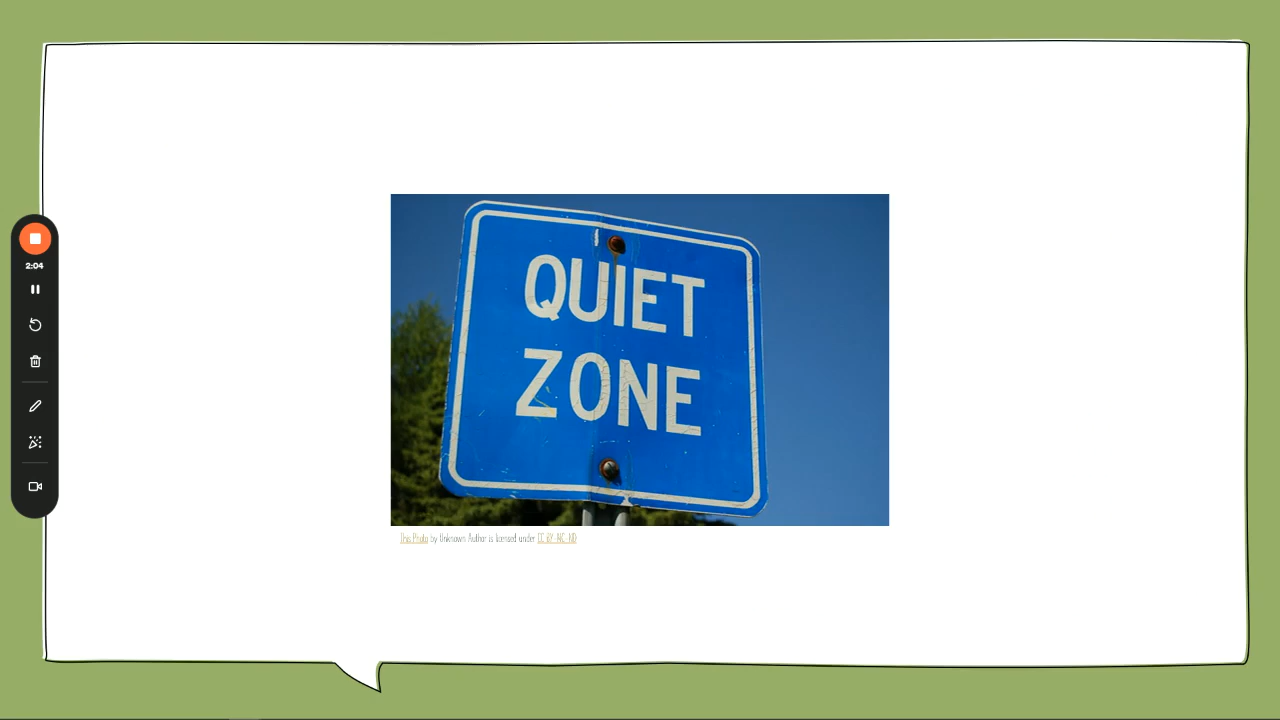 2:04
QUIET
ZONE
This Photo by Unknown Author is licensed under CC BY-NC-ND